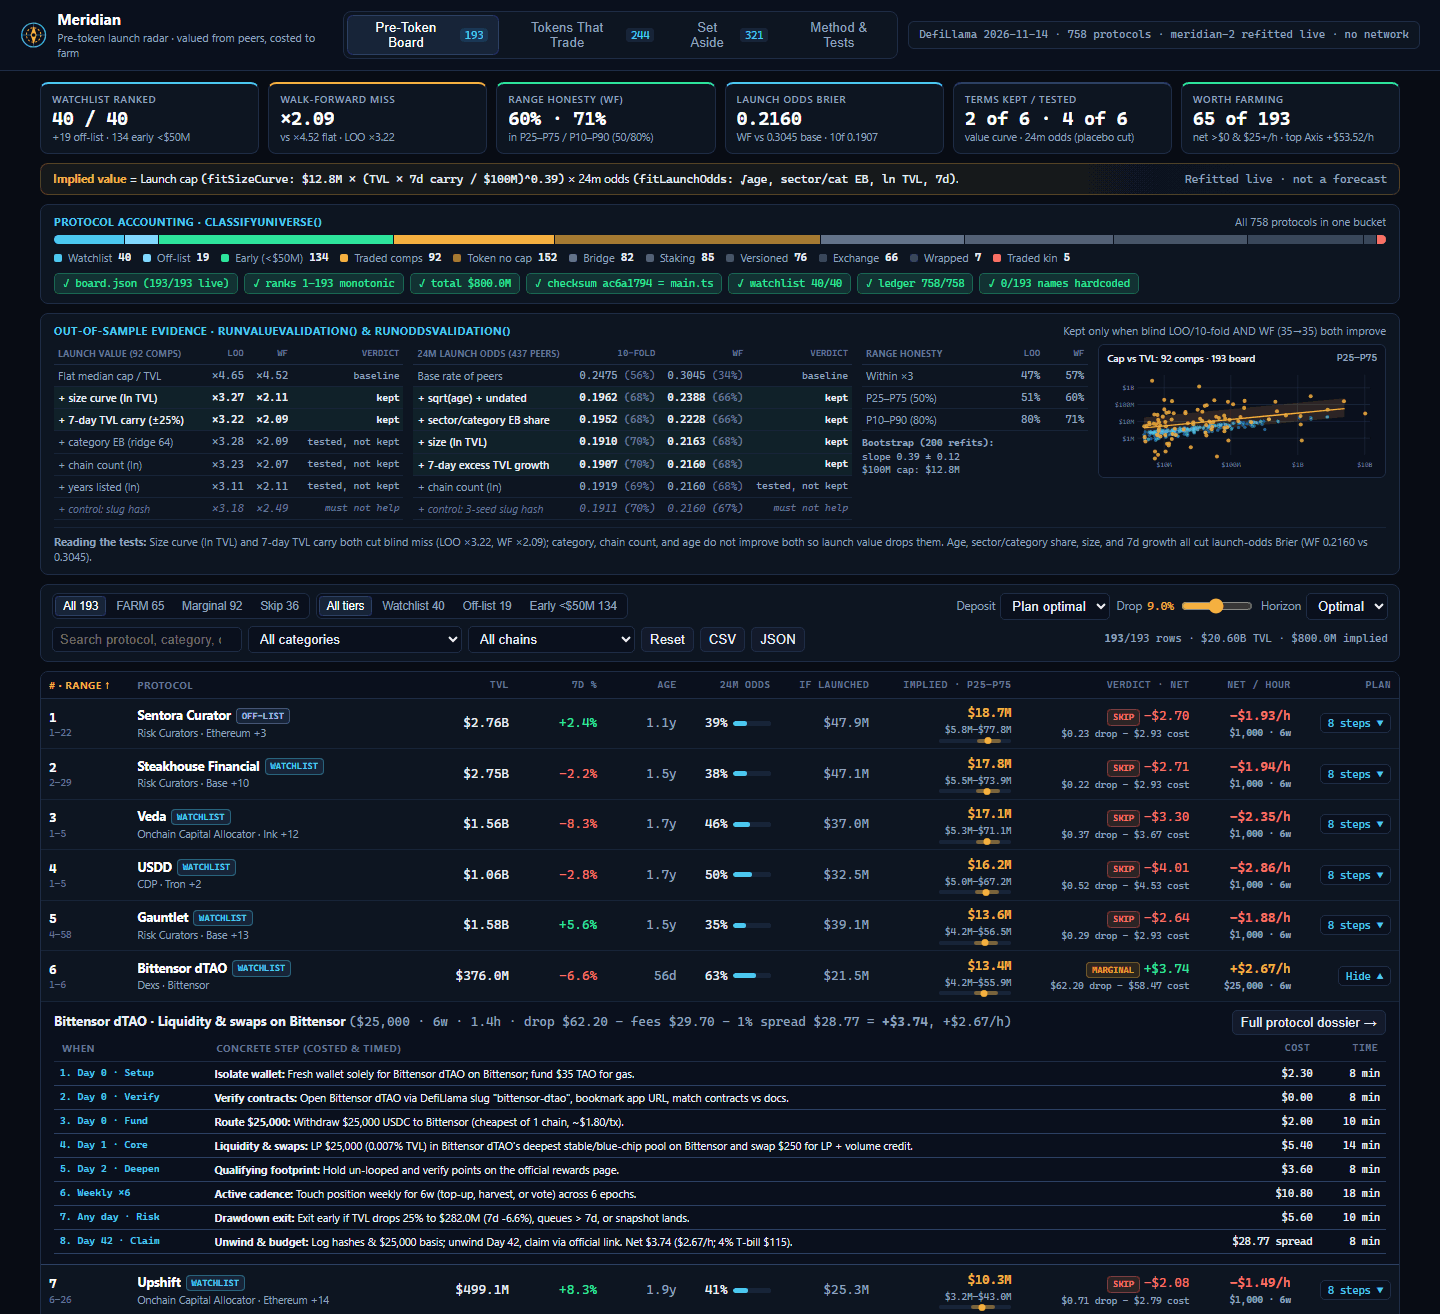 Meridian
Pre-token launch radar · valued from peers, costed to farm
Pre-Token Board 193
Tokens That Trade 244
Set Aside 321
Method & Tests
DefiLlama 2026-11-14 · 758 protocols · meridian-2 refitted live · no network
WATCHLIST RANKED
40 / 40
+19 off-list · 134 early <$50M
WALK-FORWARD MISS
×2.09
vs ×4.52 flat · LOO ×3.22
RANGE HONESTY (WF)
60% · 71%
in P25–P75 / P10–P90 (50/80%)
LAUNCH ODDS BRIER
0.2160
WF vs 0.3045 base · 10f 0.1907
TERMS KEPT / TESTED
2 of 6 · 4 of 6
value curve · 24m odds (placebo cut)
WORTH FARMING
65 of 193
net >$0 & $25+/h · top Axis +$53.52/h
Implied value = Launch cap (fitSizeCurve: $12.8M × (TVL × 7d carry / $100M)^0.39) × 24m odds (fitLaunchOdds: √age, sector/cat EB, ln TVL, 7d).
Refitted live · not a forecast
PROTOCOL ACCOUNTING · CLASSIFYUNIVERSE()
All 758 protocols in one bucket
Watchlist 40 Off-list 19 Early (<$50M) 134 Traded comps 92 Token no cap 152 Bridge 82 Staking 85 Versioned 76 Exchange 66 Wrapped 7 Traded kin 5
✓ board.json (193/193 live) ✓ ranks 1–193 monotonic ✓ total $800.0M ✓ checksum ac6a1794 = main.ts ✓ watchlist 40/40 ✓ ledger 758/758 ✓ 0/193 names hardcoded
OUT-OF-SAMPLE EVIDENCE · RUNVALUEVALIDATION() & RUNODDSVALIDATION()
Kept only when blind LOO/10-fold AND WF (35→35) both improve
LAUNCH VALUE (92 COMPS) LOO WF VERDICT
Flat median cap / TVL ×4.65 ×4.52 baseline
+ size curve (ln TVL) ×3.27 ×2.11 kept
+ 7-day TVL carry (±25%) ×3.22 ×2.09 kept
+ category EB (ridge 64) ×3.28 ×2.09 tested, not kept
+ chain count (ln) ×3.23 ×2.07 tested, not kept
+ years listed (ln) ×3.11 ×2.11 tested, not kept
+ control: slug hash ×3.18 ×2.49 must not help
24M LAUNCH ODDS (437 PEERS) 10-FOLD WF VERDICT
Base rate of peers 0.2475 (56%) 0.3045 (34%) baseline
+ sqrt(age) + undated 0.1962 (68%) 0.2388 (66%) kept
+ sector/category EB share 0.1952 (68%) 0.2228 (66%) kept
+ size (ln TVL) 0.1910 (70%) 0.2163 (68%) kept
+ 7-day excess TVL growth 0.1907 (70%) 0.2160 (68%) kept
+ chain count (ln) 0.1919 (69%) 0.2160 (68%) tested, not kept
+ control: 3-seed slug hash 0.1911 (70%) 0.2160 (67%) must not help
RANGE HONESTY LOO WF
Within ×3 47% 57%
P25–P75 (50%) 51% 60%
P10–P90 (80%) 80% 71%
Bootstrap (200 refits):
slope 0.39 ± 0.12
$100M cap: $12.8M
Cap vs TVL: 92 comps · 193 board P25–P75
$1B
$100M
$10M
$1M
$10M $100M $1B $10B
Reading the tests: Size curve (ln TVL) and 7-day TVL carry both cut blind miss (LOO ×3.22, WF ×2.09); category, chain count, and age do not improve both so launch value drops them. Age, sector/category share, size, and 7d growth all cut launch-odds Brier (WF 0.2160 vs
0.3045).
All 193 FARM 65 Marginal 92 Skip 36 All tiers Watchlist 40 Off-list 19 Early <$50M 134
Deposit Plan optimal Drop 9.0% Horizon Optimal
Search protocol, category, c All categories All chains Reset CSV JSON
193/193 rows · $20.60B TVL · $800.0M implied
# · RANGE ↑ PROTOCOL TVL 7D % AGE 24M ODDS IF LAUNCHED IMPLIED · P25–P75 VERDICT · NET NET / HOUR PLAN
1 Sentora Curator OFF-LIST $2.76B +2.4% 1.1y 39% $47.9M $18.7M SKIP −$2.70 −$1.93/h 8 steps ▼
1–22 Risk Curators · Ethereum +3 $5.8M–$77.8M $0.23 drop − $2.93 cost $1,000 · 6w
2 Steakhouse Financial WATCHLIST $2.75B −2.2% 1.5y 38% $47.1M $17.8M SKIP −$2.71 −$1.94/h 8 steps ▼
2–29 Risk Curators · Base +10 $5.5M–$73.9M $0.22 drop − $2.93 cost $1,000 · 6w
3 Veda WATCHLIST $1.56B −8.3% 1.7y 46% $37.0M $17.1M SKIP −$3.30 −$2.35/h 8 steps ▼
1–5 Onchain Capital Allocator · Ink +12 $5.3M–$71.1M $0.37 drop − $3.67 cost $1,000 · 6w
4 USDD WATCHLIST $1.06B −2.8% 1.7y 50% $32.5M $16.2M SKIP −$4.01 −$2.86/h 8 steps ▼
1–5 CDP · Tron +2 $5.0M–$67.2M $0.52 drop − $4.53 cost $1,000 · 6w
5 Gauntlet WATCHLIST $1.58B +5.6% 1.5y 35% $39.1M $13.6M SKIP −$2.64 −$1.88/h 8 steps ▼
4–58 Risk Curators · Base +13 $4.2M–$56.5M $0.29 drop − $2.93 cost $1,000 · 6w
6 Bittensor dTAO WATCHLIST $376.0M −6.6% 56d 63% $21.5M $13.4M MARGINAL +$3.74 +$2.67/h Hide ▲
1–6 Dexs · Bittensor $4.2M–$55.9M $62.20 drop − $58.47 cost $25,000 · 6w
Bittensor dTAO · Liquidity & swaps on Bittensor ($25,000 · 6w · 1.4h · drop $62.20 − fees $29.70 − 1% spread $28.77 = +$3.74, +$2.67/h)
Full protocol dossier →
WHEN CONCRETE STEP (COSTED & TIMED) COST TIME
1. Day 0 · Setup Isolate wallet: Fresh wallet solely for Bittensor dTAO on Bittensor; fund $35 TAO for gas. $2.30 8 min
2. Day 0 · Verify Verify contracts: Open Bittensor dTAO via DefiLlama slug "bittensor-dtao", bookmark app URL, match contracts vs docs. $0.00 8 min
3. Day 0 · Fund Route $25,000: Withdraw $25,000 USDC to Bittensor (cheapest of 1 chain, ~$1.80/tx). $2.00 10 min
4. Day 1 · Core Liquidity & swaps: LP $25,000 (0.007% TVL) in Bittensor dTAO's deepest stable/blue-chip pool on Bittensor and swap $250 for LP + volume credit. $5.40 14 min
5. Day 2 · Deepen Qualifying footprint: Hold un-looped and verify points on the official rewards page. $3.60 8 min
6. Weekly ×6 Active cadence: Touch position weekly for 6w (top-up, harvest, or vote) across 6 epochs. $10.80 18 min
7. Any day · Risk Drawdown exit: Exit early if TVL drops 25% to $282.0M (7d -6.6%), queues > 7d, or snapshot lands. $5.60 10 min
8. Day 42 · Claim Unwind & budget: Log hashes & $25,000 basis; unwind Day 42, claim via official link. Net $3.74 ($2.67/h; 4% T-bill $115). $28.77 spread 8 min
7 Upshift WATCHLIST $499.1M +8.3% 1.9y 41% $25.3M $10.3M SKIP −$2.08 −$1.49/h 8 steps ▼
6–26 Onchain Capital Allocator · Ethereum +14 $3.2M–$43.0M $0.71 drop − $2.79 cost $1,000 · 6w